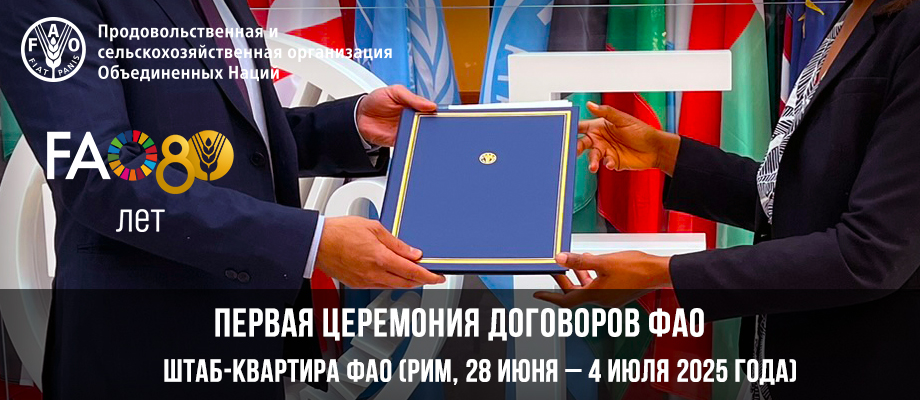 FAO
FIAT PANIS
Продовольственная и
сельскохозяйственная организация
Объединенных Наций
FAO80
лет
ПЕРВАЯ ЦЕРЕМОНИЯ ДОГОВОРОВ ФАО
ШТАБ-КВАРТИРА ФАО (РИМ, 28 ИЮНЯ – 4 ИЮЛЯ 2025 ГОДА)